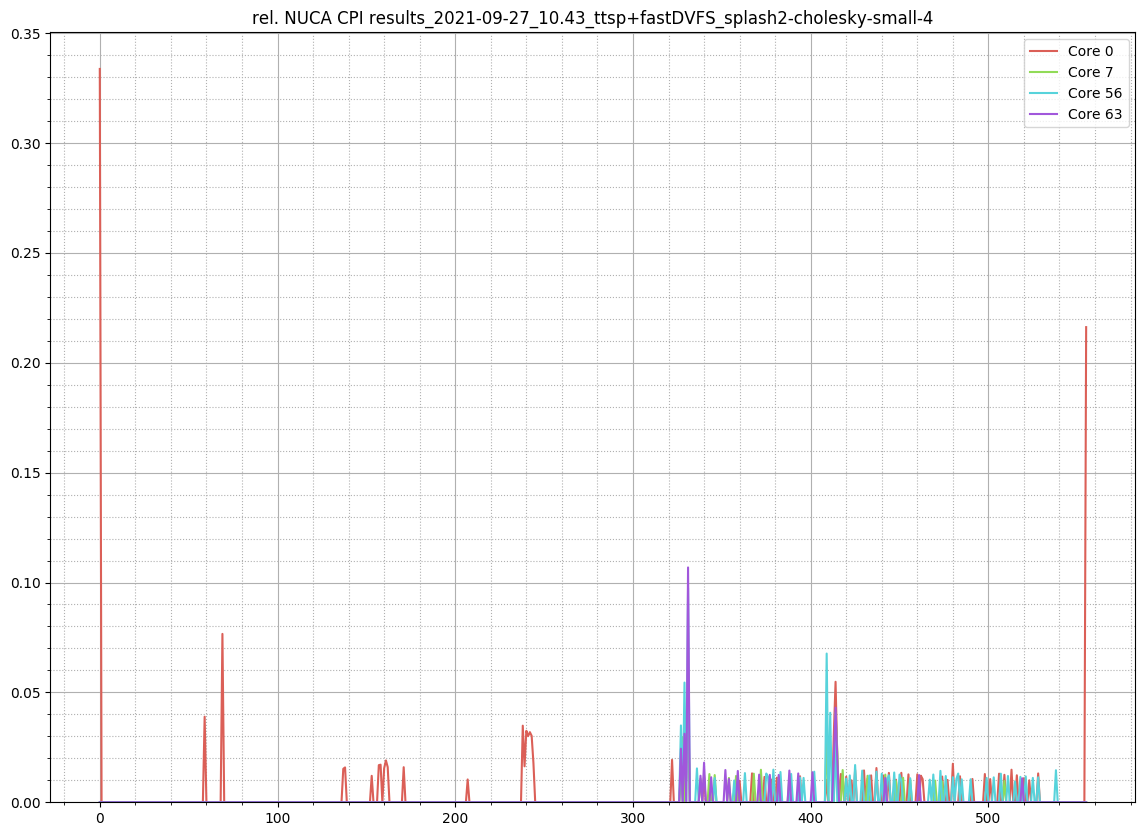 rel. NUCA CPI results_2021-09-27_10.43_ttsp+fastDVFS_splash2-cholesky-small-4
Core 0
Core 7
Core 56
Core 63
0.35
0.30
0.25
0.20
0.15
0.10
0.05
0.00
0 100 200 300 400 500